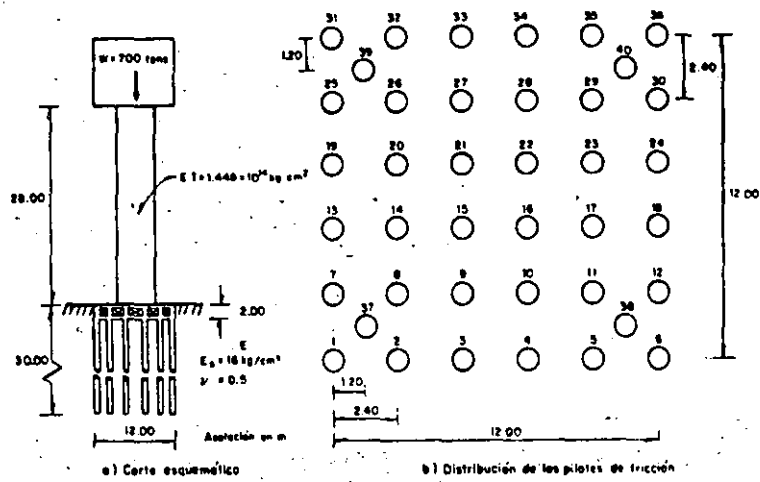 W = 700 tons
28.00
E I = 1.448 × 10¹⁴ kg cm²
30.00
2.00
E
Es = 16 kg/cm²
ν = 0.5
12.00
Acotación en m
a) Corte esquemático
31 32 33 34 35 36
1.20
39 40
2.40
25 26 27 28 29 30
19 20 21 22 23 24
12.00
13 14 15 16 17 18
7 8 9 10 11 12
37 38
1 2 3 4 5 6
1.20
2.40
12.00
b) Distribución de los pilotes de fricción